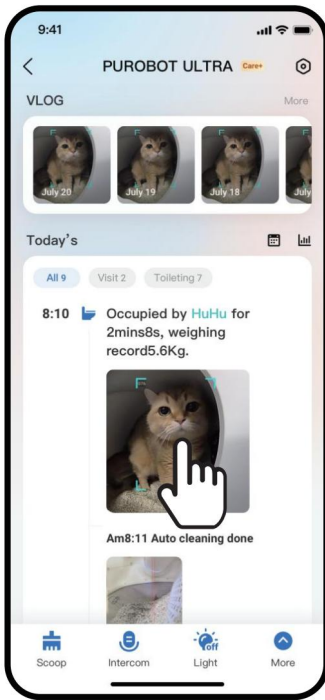 9:41
PUROBOT ULTRA Care+
VLOG More
July 20 July 19 July 18 July
Today's
All 9 Visit 2 Toileting 7
8:10 Occupied by HuHu for
2mins8s, weighing
record5.6Kg.
Am8:11 Auto cleaning done
off
Scoop Intercom Light More